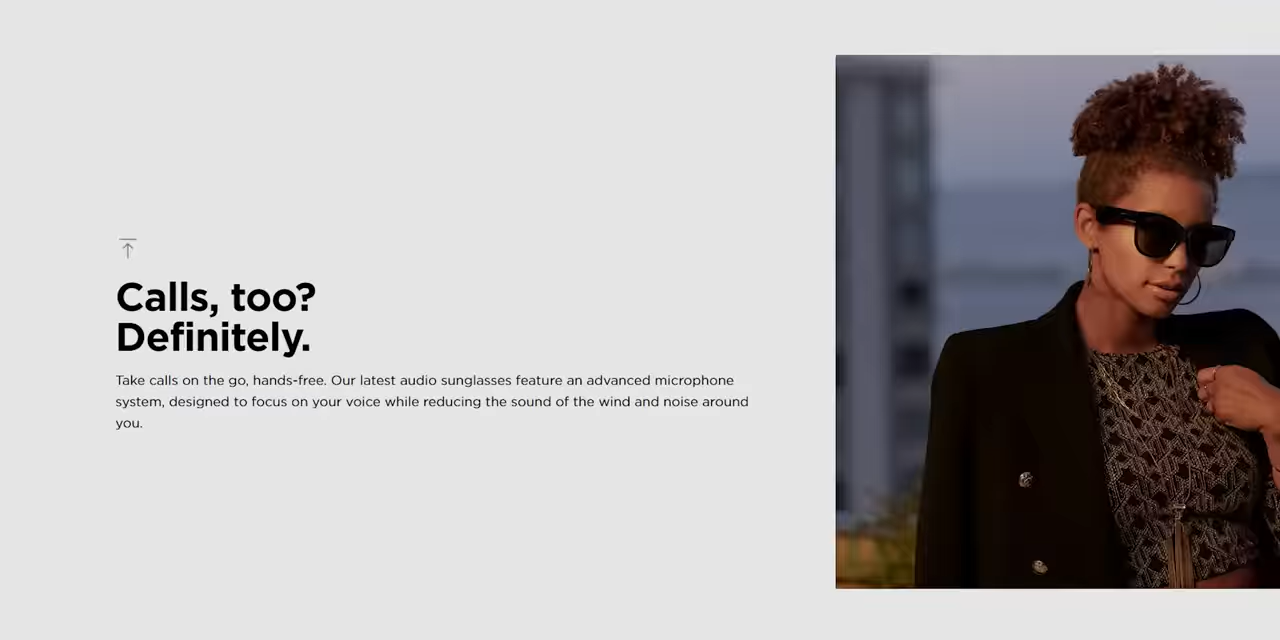 Calls, too?
Definitely.
Take calls on the go, hands-free. Our latest audio sunglasses feature an advanced microphone
system, designed to focus on your voice while reducing the sound of the wind and noise around
you.